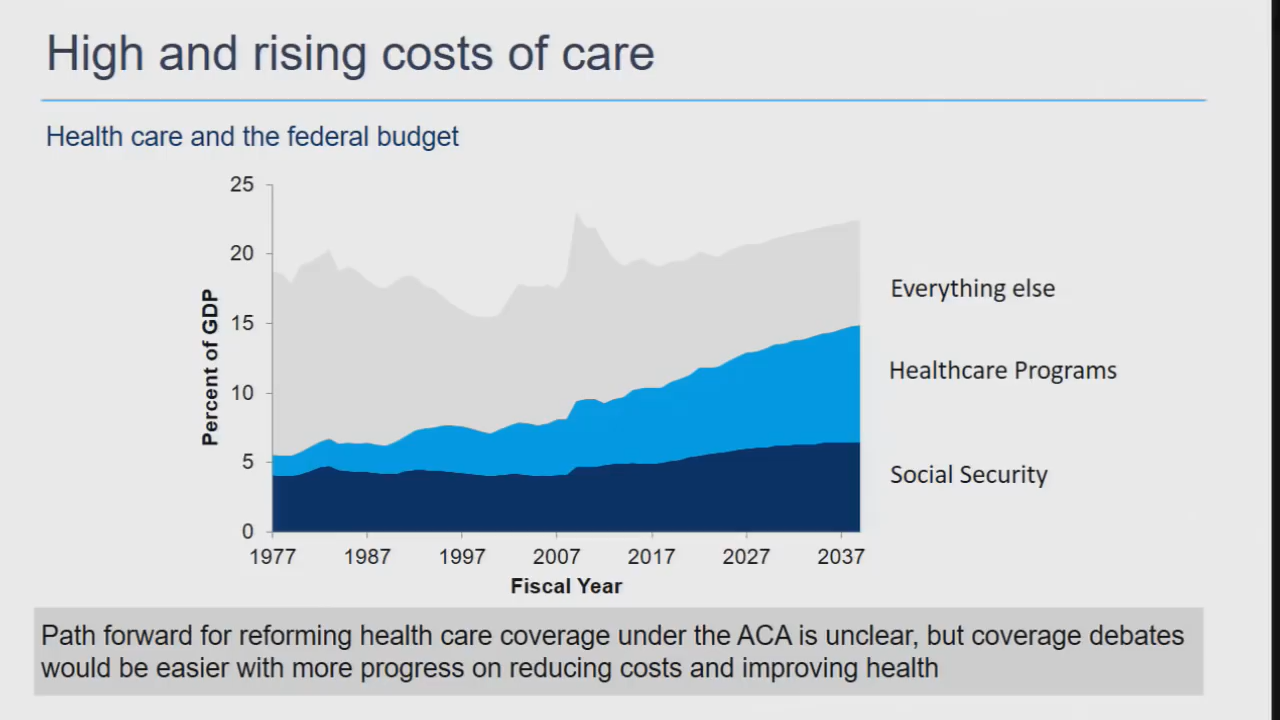 High and rising costs of care
Health care and the federal budget
25
20
15
10
5
0
Percent of GDP
1977 1987 1997 2007 2017 2027 2037
Fiscal Year
Everything else
Healthcare Programs
Social Security
Path forward for reforming health care coverage under the ACA is unclear, but coverage debates
would be easier with more progress on reducing costs and improving health